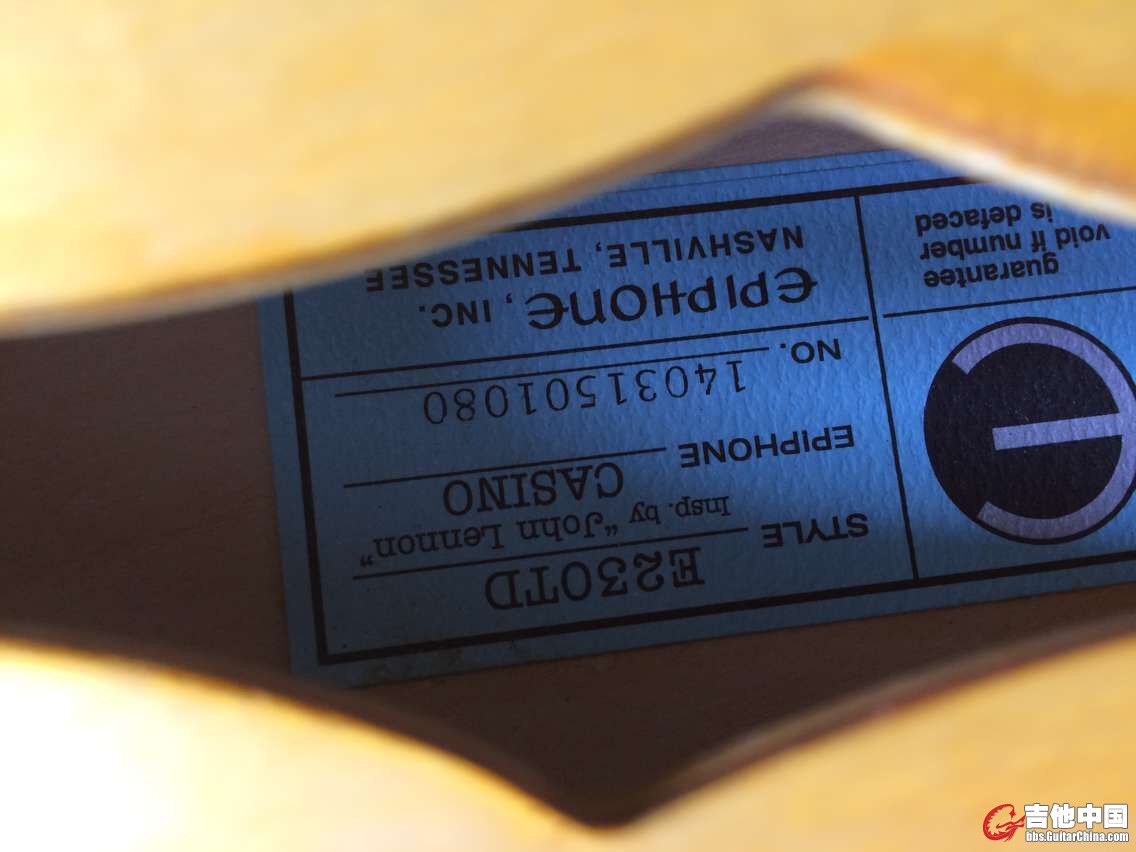 STYLE E230TD
Insp. by “John Lennon”
EPIPHONE CASINO
NO. 14031501080
EPIPHONE, INC.
NASHVILLE, TENNESSEE
guarantee
void if number
is defaced
吉他中国
bbs.GuitarChina.com